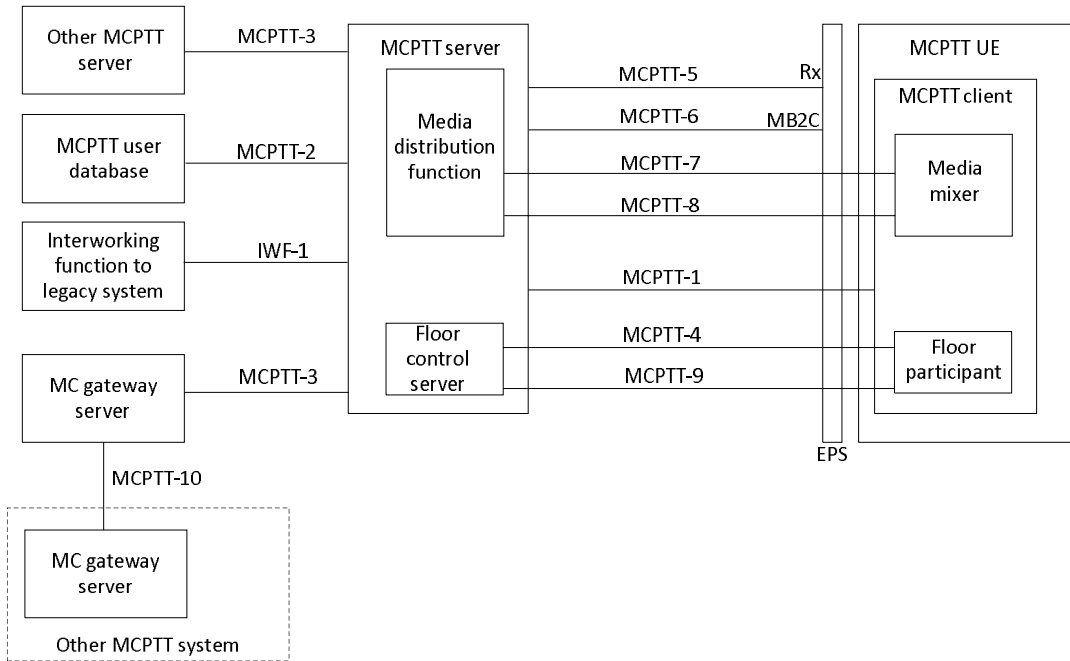 Other MCPTT
server
MCPTT-3
MCPTT user
database
MCPTT-2
Interworking
function to
legacy system
IWF-1
MC gateway
server
MCPTT-3
MCPTT-10
MC gateway
server
Other MCPTT system
MCPTT server
Media
distribution
function
Floor
control
server
MCPTT-5
Rx
MCPTT-6
MB2C
MCPTT-7
MCPTT-8
MCPTT-1
MCPTT-4
MCPTT-9
EPS
MCPTT UE
MCPTT client
Media
mixer
Floor
participant